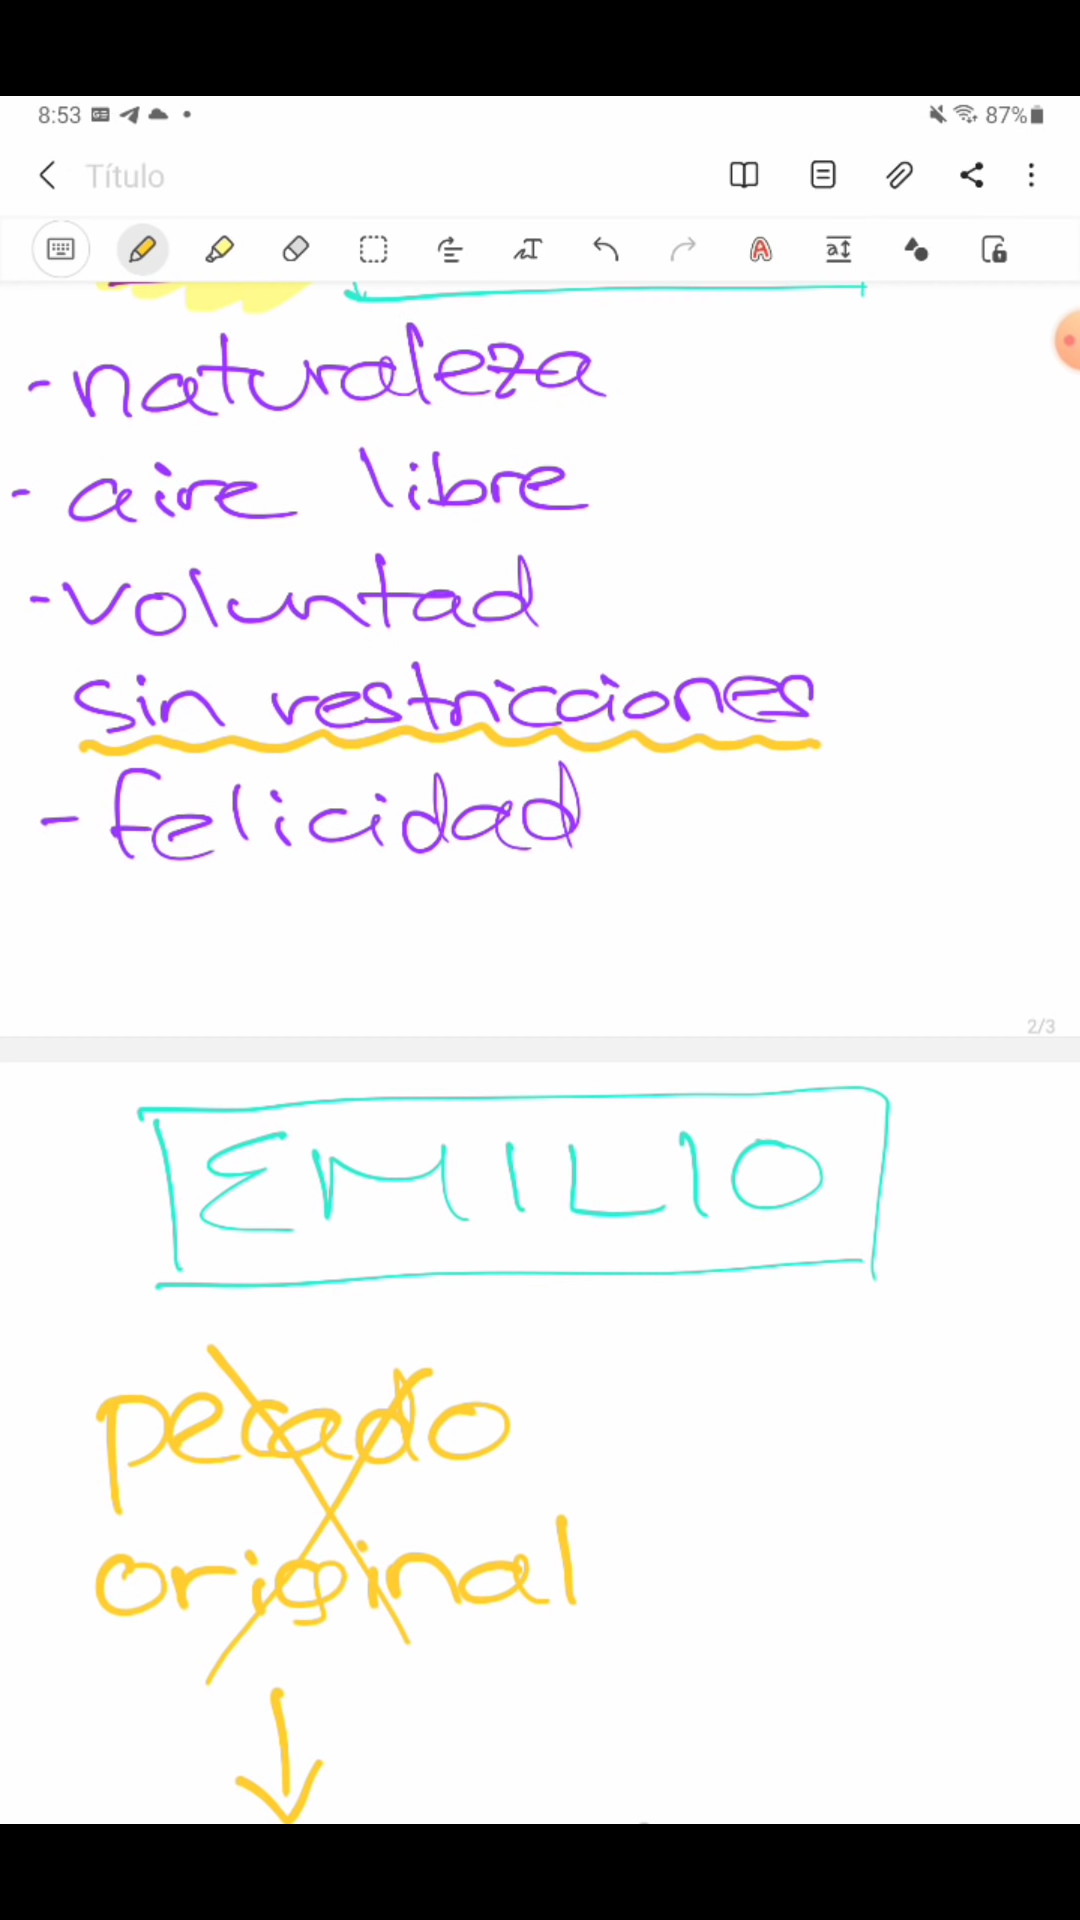 8:53
87%
Título
-naturaleza
-aire libre
-voluntad
sin restricciones
-felicidad
2/3
EMILIO
pecado
original